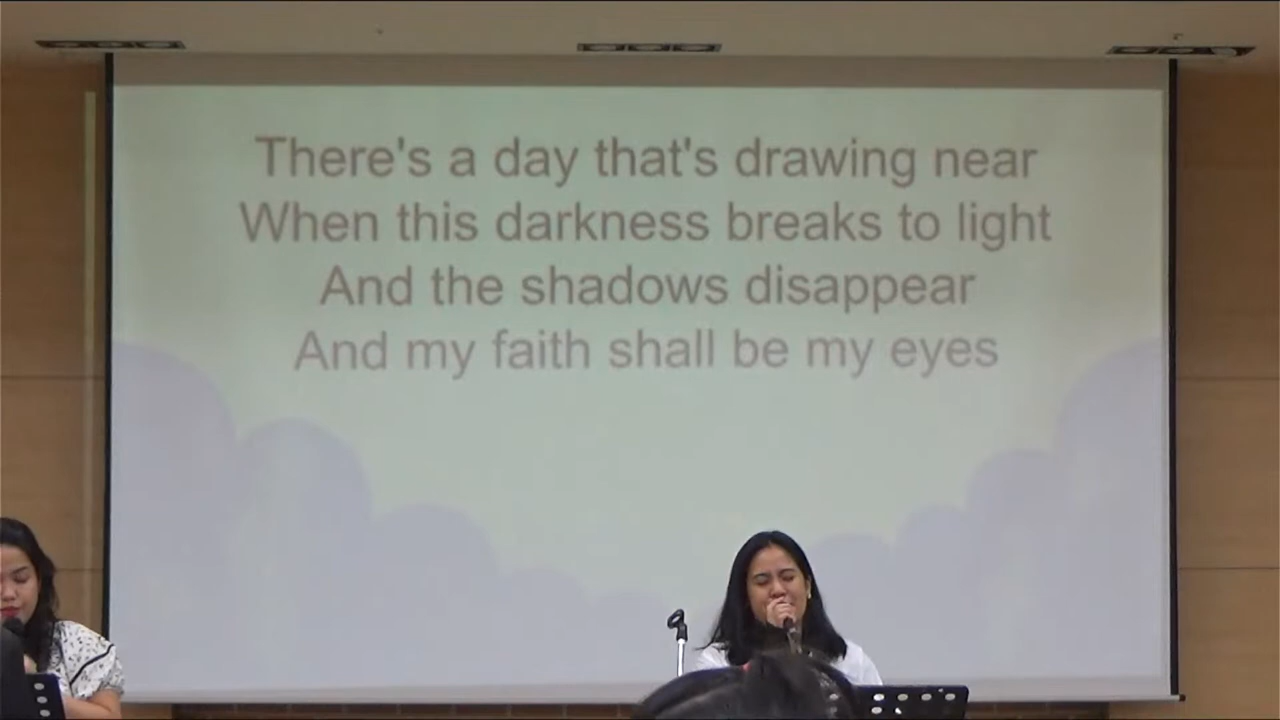 There's a day that's drawing near
When this darkness breaks to light
And the shadows disappear
And my faith shall be my eyes